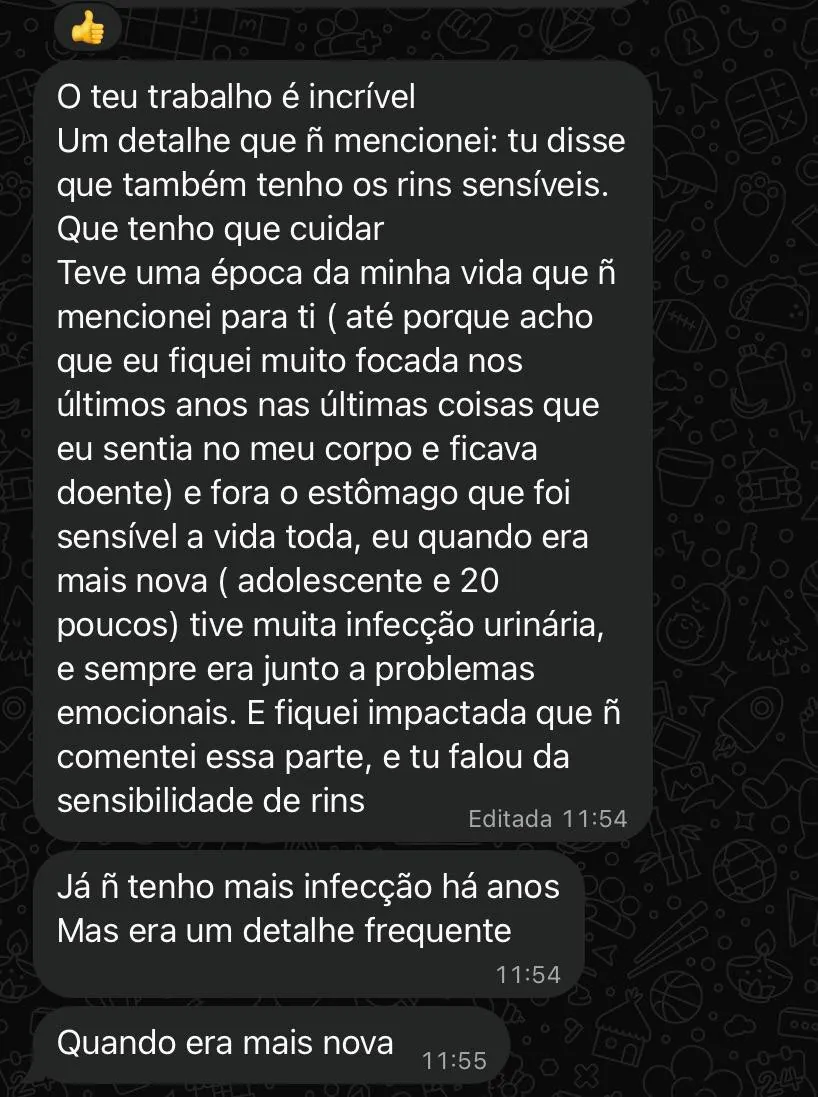 👍
O teu trabalho é incrível
Um detalhe que ñ mencionei: tu disse
que também tenho os rins sensíveis.
Que tenho que cuidar
Teve uma época da minha vida que ñ
mencionei para ti ( até porque acho
que eu fiquei muito focada nos
últimos anos nas últimas coisas que
eu sentia no meu corpo e ficava
doente) e fora o estômago que foi
sensível a vida toda, eu quando era
mais nova ( adolescente e 20
poucos) tive muita infecção urinária,
e sempre era junto a problemas
emocionais. E fiquei impactada que ñ
comentei essa parte, e tu falou da
sensibilidade de rins
Editada 11:54
Já ñ tenho mais infecção há anos
Mas era um detalhe frequente
11:54
Quando era mais nova
11:55